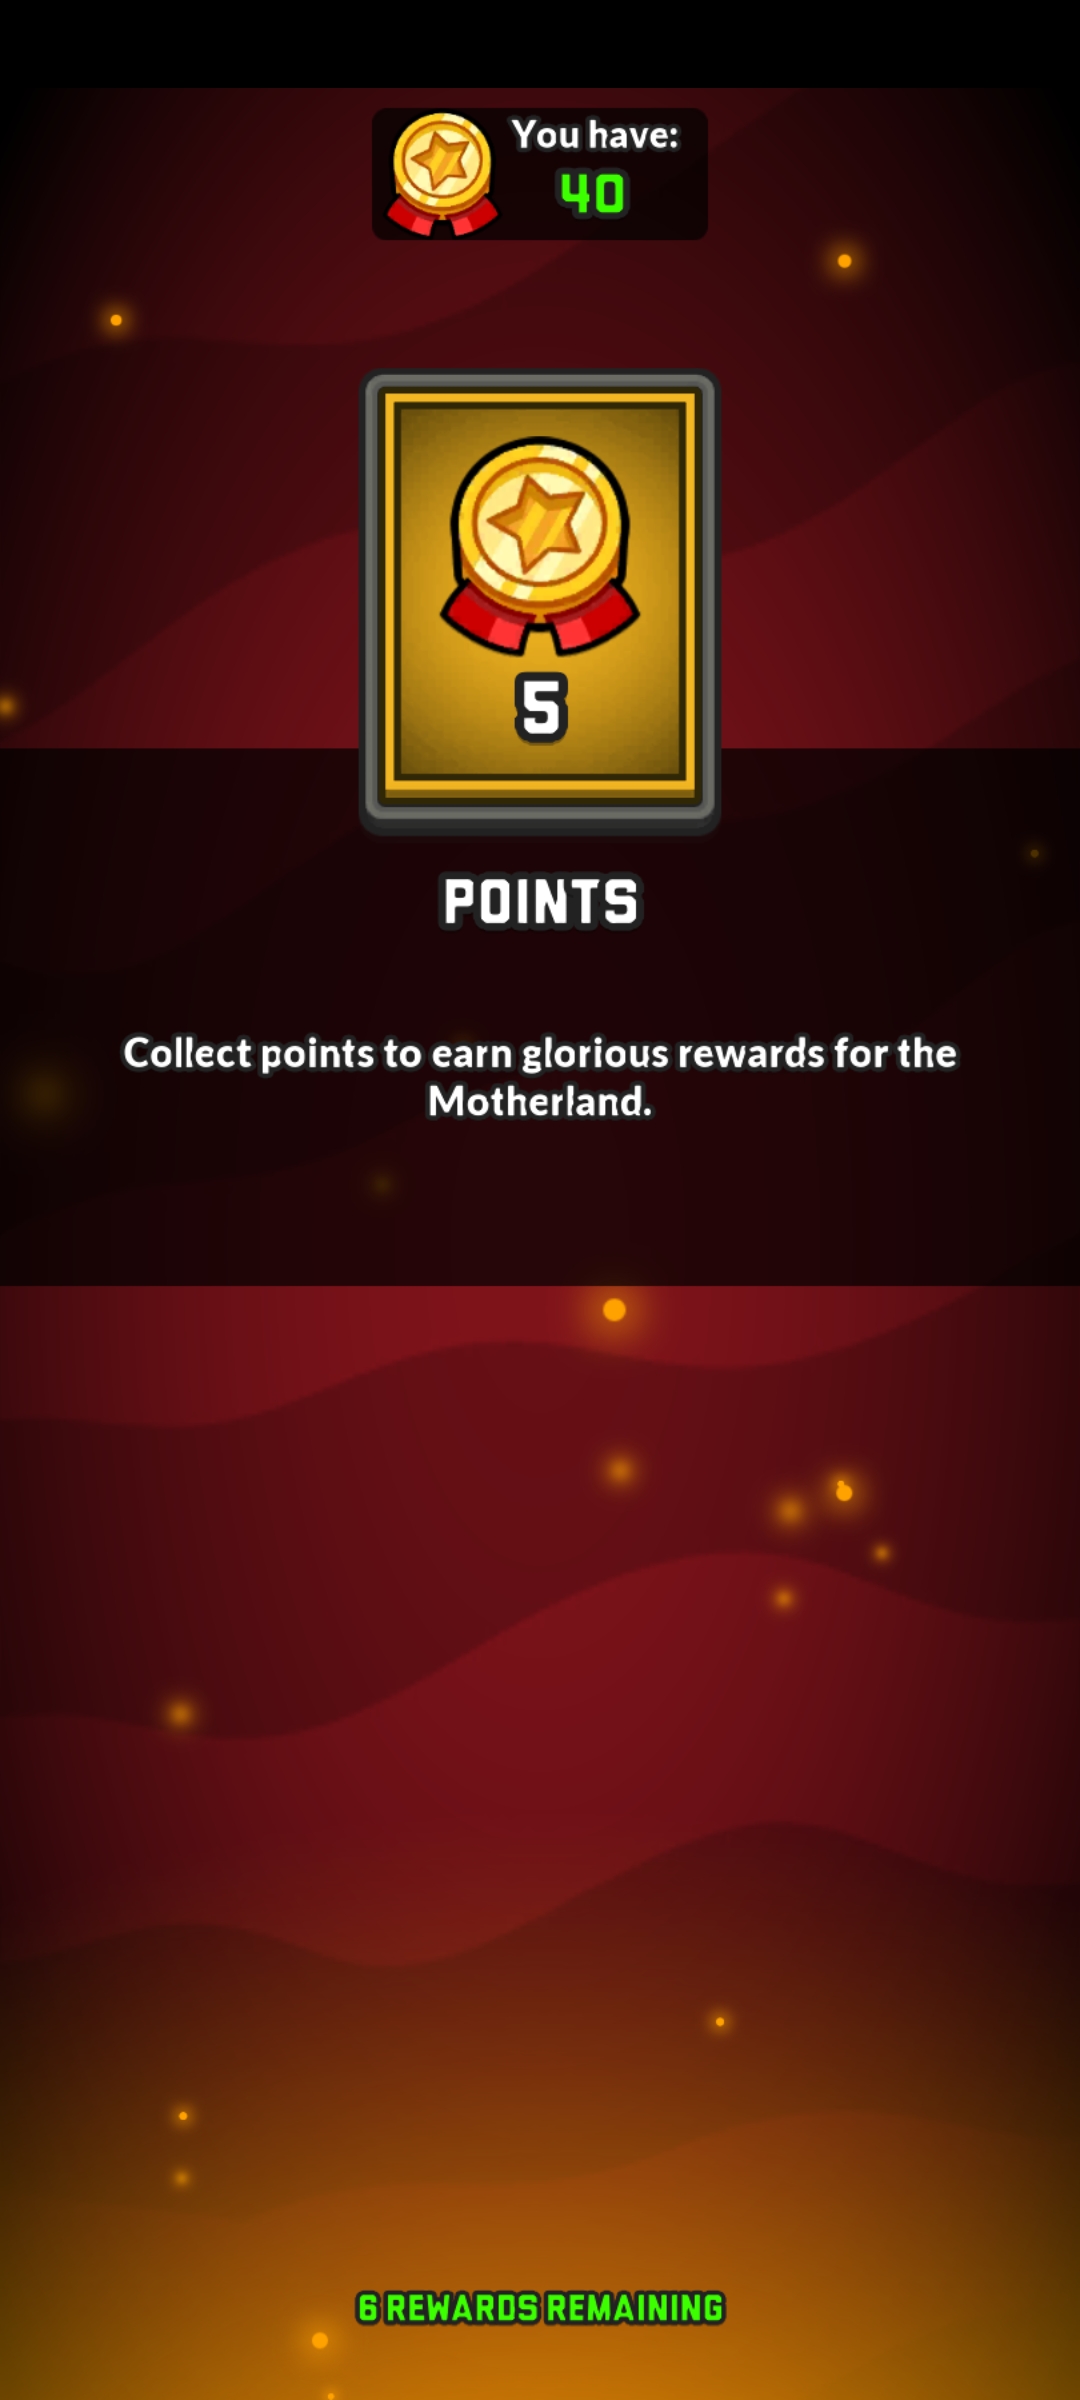 You have:
40
5
POINTS
Collect points to earn glorious rewards for the
Motherland.
6 REWARDS REMAINING